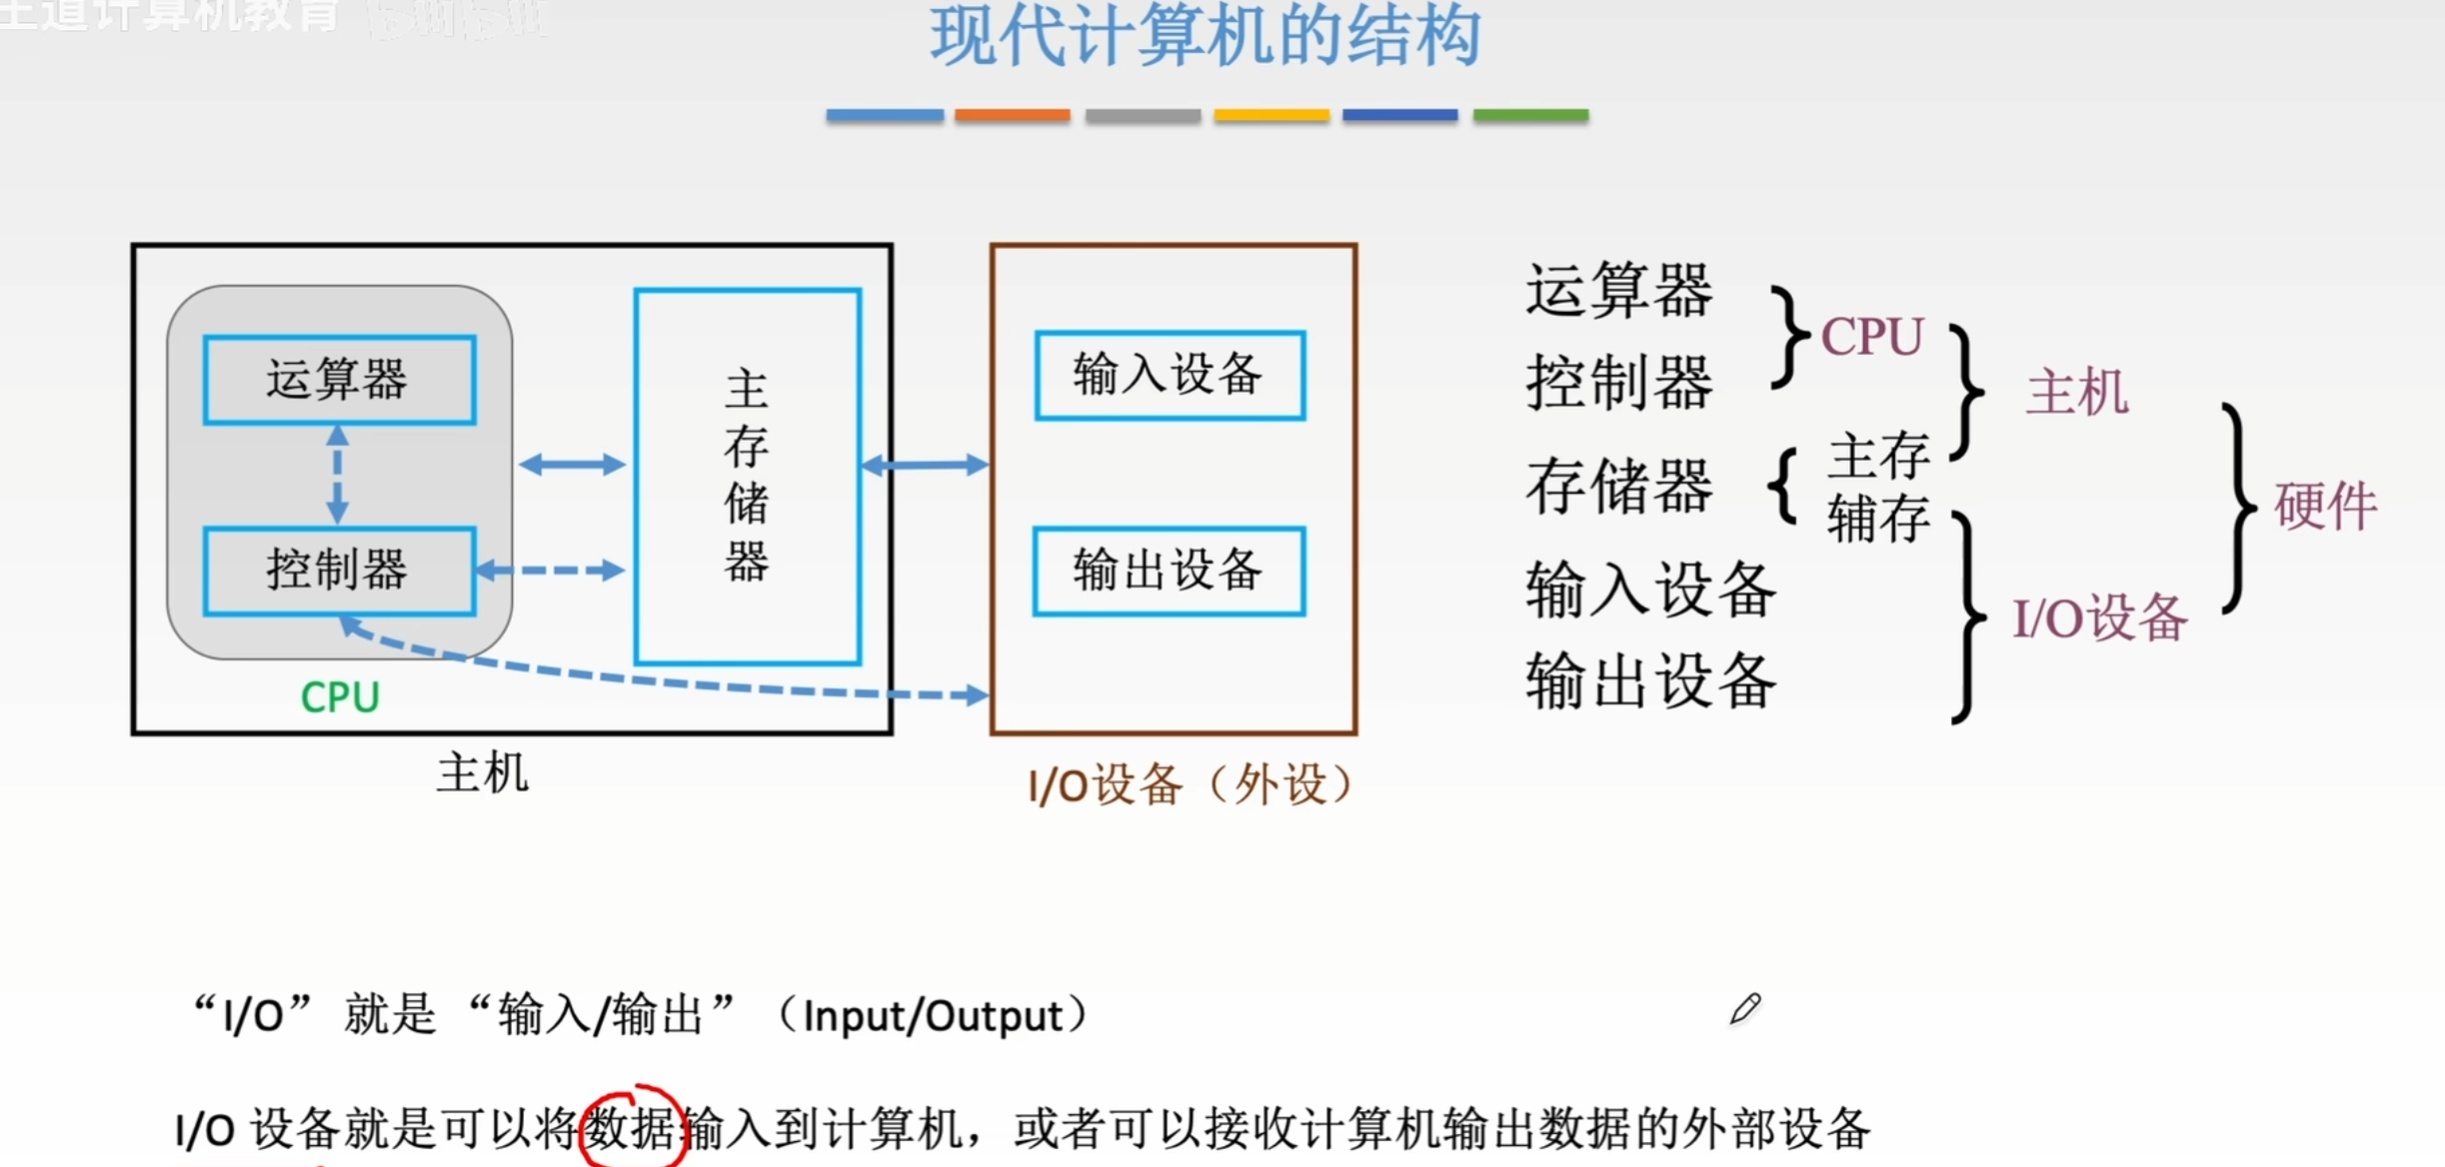 王道计算机教育 bilibili
现代计算机的结构
运算器
控制器
CPU
主存储器
主机
输入设备
输出设备
I/O设备（外设）
运算器
控制器
CPU
存储器
主存
辅存
主机
输入设备
输出设备
I/O设备
硬件
“I/O” 就是 “输入/输出” （Input/Output）
I/O 设备就是可以将数据输入到计算机，或者可以接收计算机输出数据的外部设备